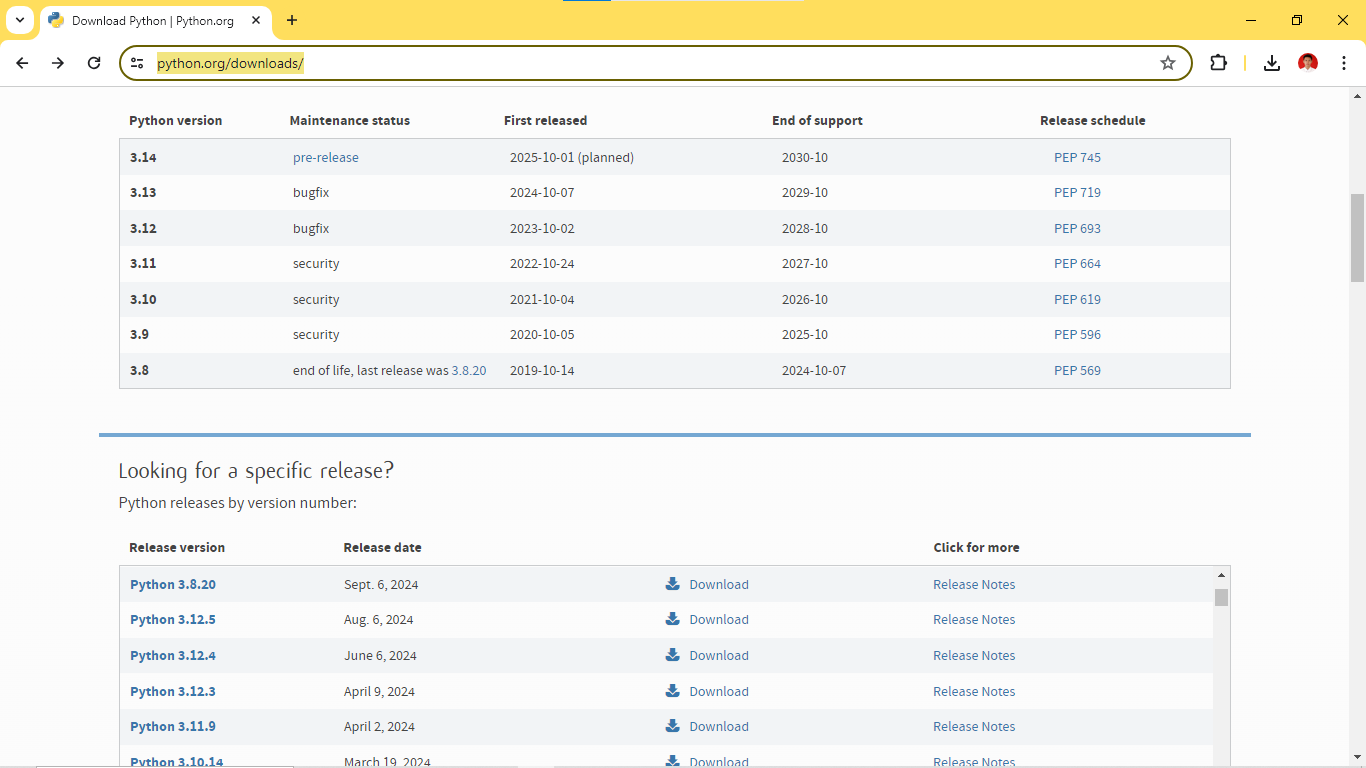 Download Python | Python.org
python.org/downloads/
Python version Maintenance status First released End of support Release schedule
3.14 pre-release 2025-10-01 (planned) 2030-10 PEP 745
3.13 bugfix 2024-10-07 2029-10 PEP 719
3.12 bugfix 2023-10-02 2028-10 PEP 693
3.11 security 2022-10-24 2027-10 PEP 664
3.10 security 2021-10-04 2026-10 PEP 619
3.9 security 2020-10-05 2025-10 PEP 596
3.8 end of life, last release was 3.8.20 2019-10-14 2024-10-07 PEP 569
Looking for a specific release?
Python releases by version number:
Release version Release date Click for more
Python 3.8.20 Sept. 6, 2024 Download Release Notes
Python 3.12.5 Aug. 6, 2024 Download Release Notes
Python 3.12.4 June 6, 2024 Download Release Notes
Python 3.12.3 April 9, 2024 Download Release Notes
Python 3.11.9 April 2, 2024 Download Release Notes
Python 3.10.14 March 19, 2024 Download Release Notes